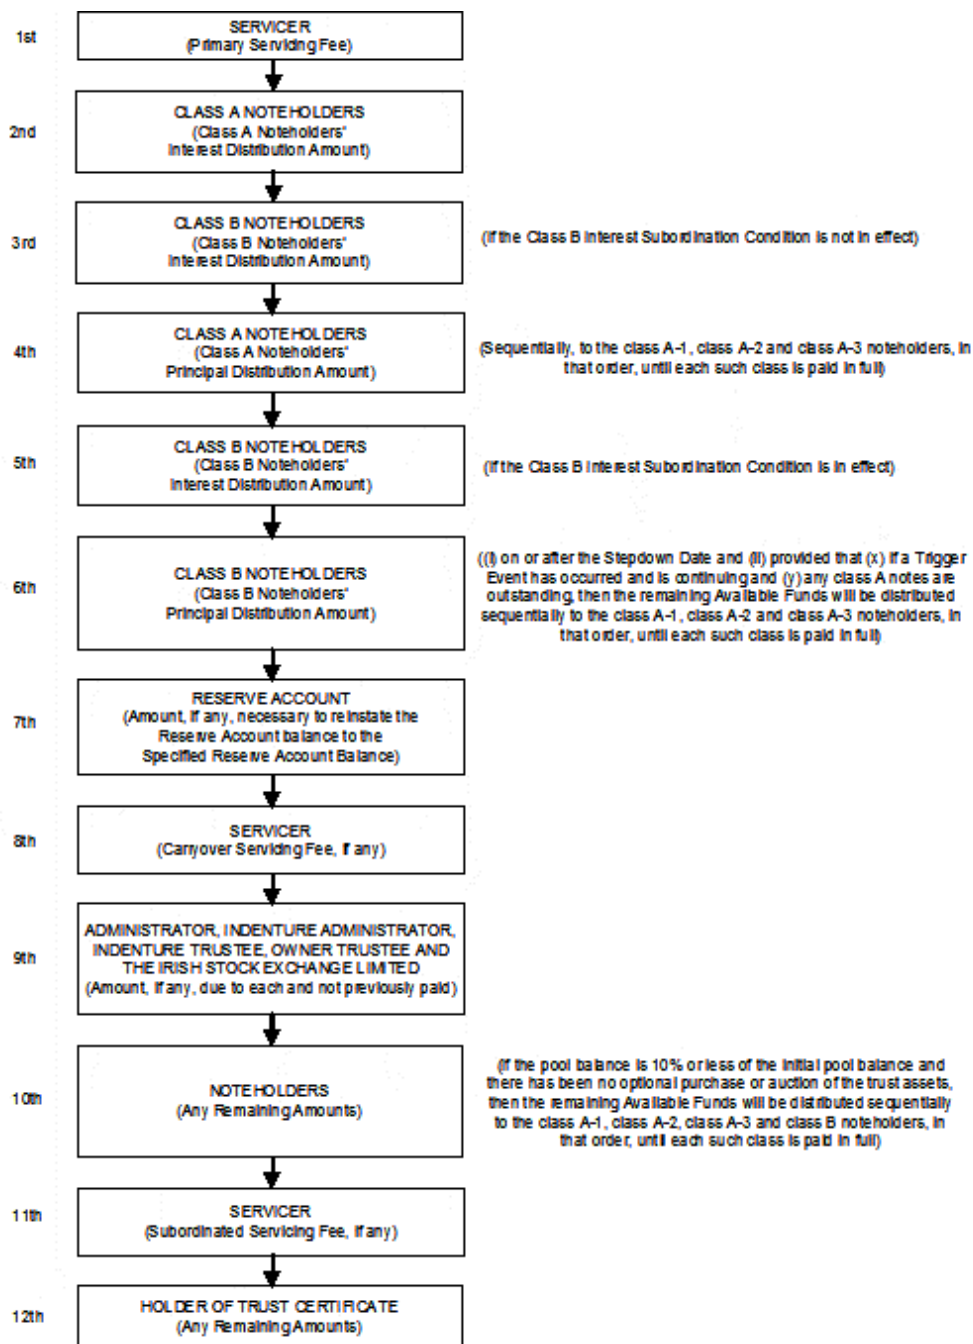 1st
SERVICER
(Primary Servicing Fee)
2nd
CLASS A NOTEHOLDERS
(Class A Noteholders'
Interest Distribution Amount)
3rd
CLASS B NOTEHOLDERS
(Class B Noteholders'
Interest Distribution Amount)
(If the Class B Interest Subordination Condition is not in effect)
4th
CLASS A NOTEHOLDERS
(Class A Noteholders'
Principal Distribution Amount)
(Sequentially, to the class A-1, class A-2 and class A-3 noteholders, in
that order, until each such class is paid in full)
5th
CLASS B NOTEHOLDERS
(Class B Noteholders'
Interest Distribution Amount)
(If the Class B Interest Subordination Condition is in effect)
6th
CLASS B NOTEHOLDERS
(Class B Noteholders'
Principal Distribution Amount)
((i) on or after the Stepdown Date and (ii) provided that (x) if a Trigger
Event has occurred and is continuing and (y) any class A notes are
outstanding, then the remaining Available Funds will be distributed
sequentially to the class A-1, class A-2 and class A-3 noteholders, in
that order, until each such class is paid in full)
7th
RESERVE ACCOUNT
(Amount, if any, necessary to reinstate the
Reserve Account balance to the
Specified Reserve Account Balance)
8th
SERVICER
(Carryover Servicing Fee, if any)
9th
ADMINISTRATOR, INDENTURE ADMINISTRATOR,
INDENTURE TRUSTEE, OWNER TRUSTEE AND
THE IRISH STOCK EXCHANGE LIMITED
(Amount, if any, due to each and not previously paid)
10th
NOTEHOLDERS
(Any Remaining Amounts)
(If the pool balance is 10% or less of the initial pool balance and
there has been no optional purchase or auction of the trust assets,
then the remaining Available Funds will be distributed sequentially
to the class A-1, class A-2, class A-3 and class B noteholders, in
that order, until each such class is paid in full)
11th
SERVICER
(Subordinated Servicing Fee, if any)
12th
HOLDER OF TRUST CERTIFICATE
(Any Remaining Amounts)